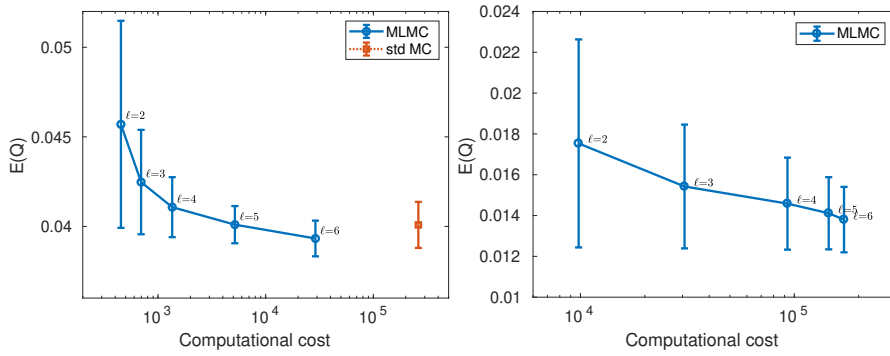 0.05
0.045
0.04
E(Q)
10^3
10^4
10^5
Computational cost
MLMC
std MC
ℓ=2
ℓ=3
ℓ=4
ℓ=5
ℓ=6
0.024
0.022
0.02
0.018
0.016
0.014
0.012
0.01
E(Q)
10^4
10^5
Computational cost
MLMC
ℓ=2
ℓ=3
ℓ=4
ℓ=5
ℓ=6